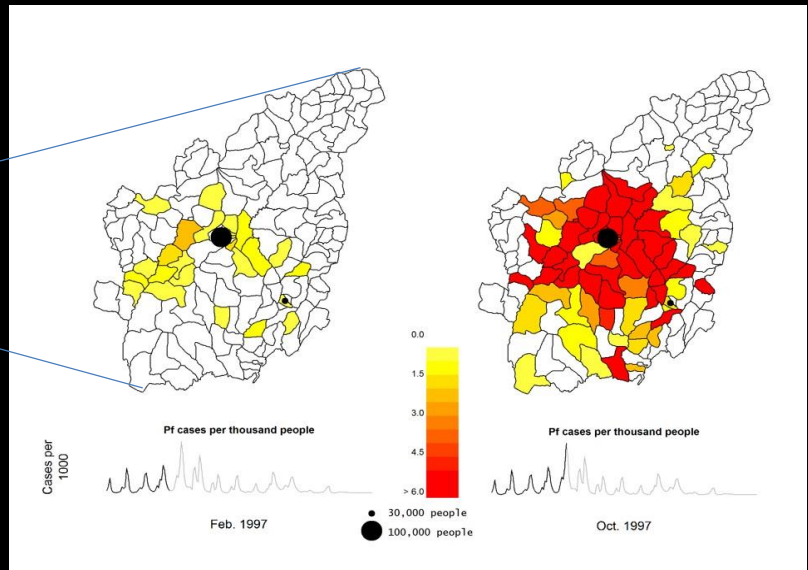 0.0
1.5
3.0
4.5
> 6.0
Pf cases per thousand people
Cases per
1000
Feb. 1997
30,000 people
100,000 people
Pf cases per thousand people
Oct. 1997